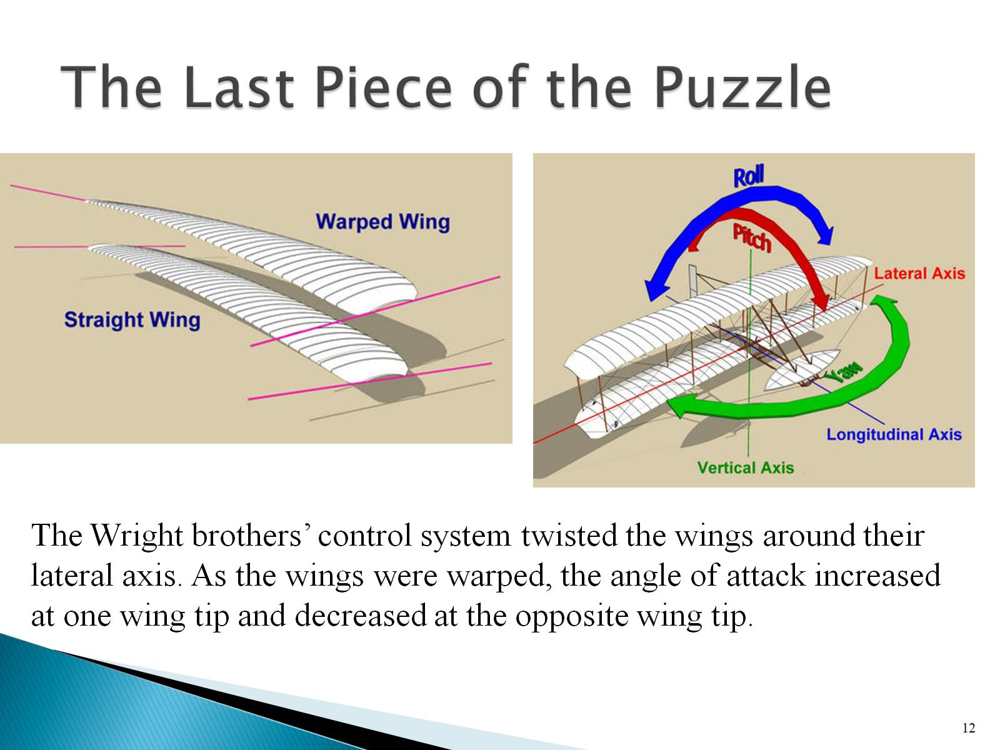 The Last Piece of the Puzzle
Warped Wing
Straight Wing
Roll
Pitch
Lateral Axis
Yaw
Longitudinal Axis
Vertical Axis
The Wright brothers’ control system twisted the wings around their
lateral axis. As the wings were warped, the angle of attack increased
at one wing tip and decreased at the opposite wing tip.
12